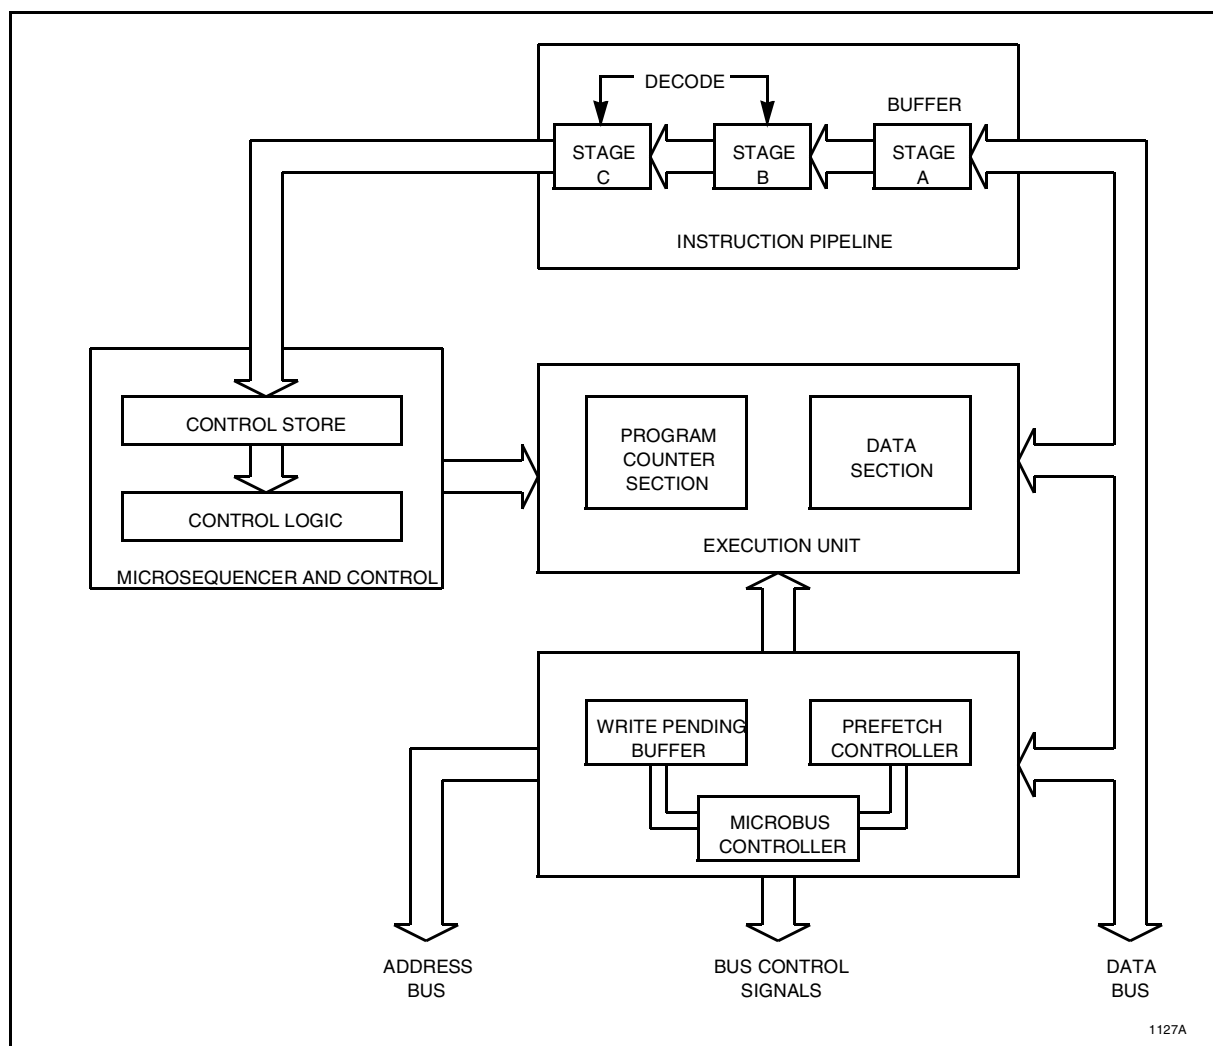 DECODE
BUFFER
STAGE
C
STAGE
B
STAGE
A
INSTRUCTION PIPELINE
CONTROL STORE
CONTROL LOGIC
MICROSEQUENCER AND CONTROL
PROGRAM
COUNTER
SECTION
DATA
SECTION
EXECUTION UNIT
WRITE PENDING
BUFFER
PREFETCH
CONTROLLER
MICROBUS
CONTROLLER
ADDRESS
BUS
BUS CONTROL
SIGNALS
DATA
BUS
1127A